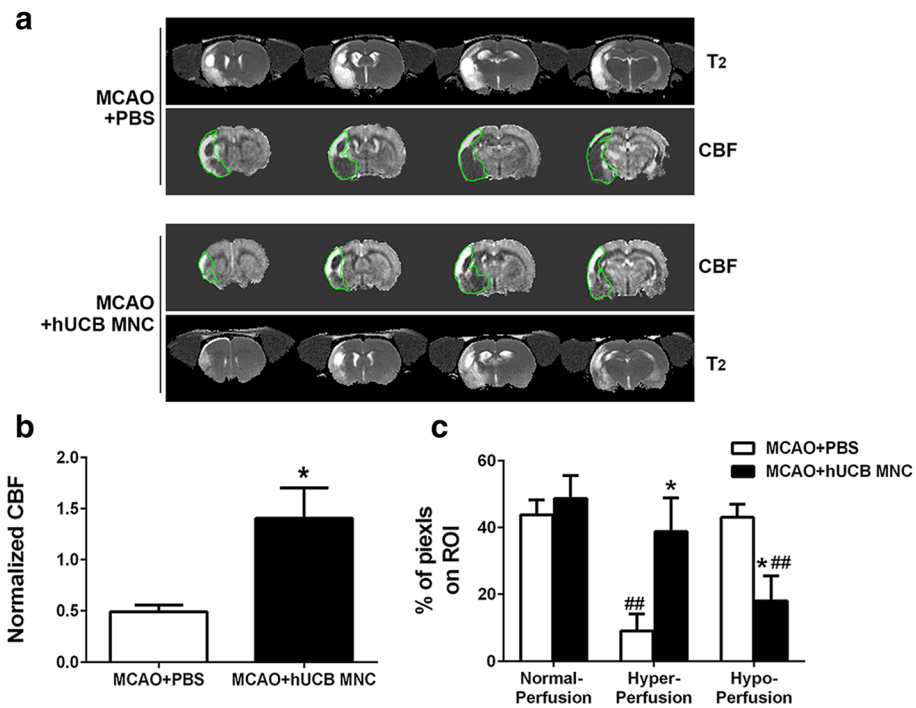 a
MCAO
+PBS
T2
CBF
MCAO
+hUCB MNC
CBF
T2
b
Normalized CBF
2.0
1.5
1.0
0.5
0.0
*
MCAO+PBS
MCAO+hUCB MNC
c
MCAO+PBS
MCAO+hUCB MNC
% of piexls
on ROI
60
40
20
0
##
*
* ##
Normal-
Perfusion
Hyper-
Perfusion
Hypo-
Perfusion